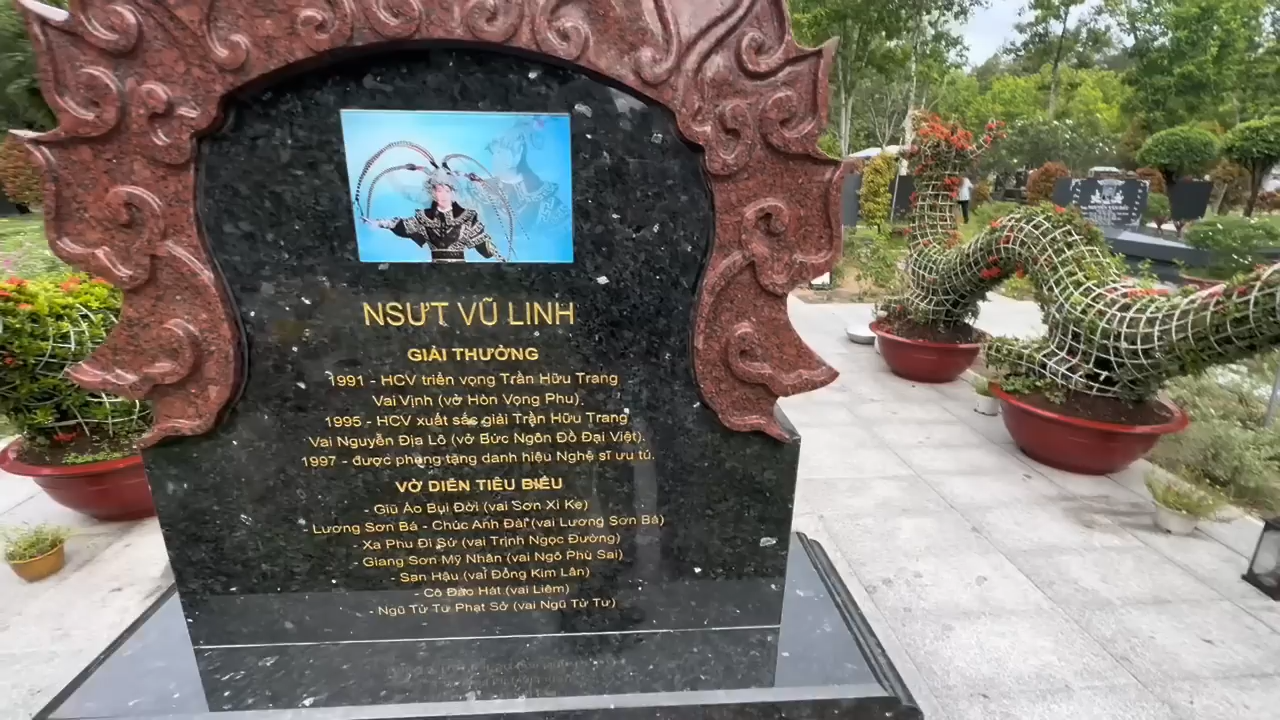 NSƯT VŨ LINH
GIẢI THƯỞNG
1991 - HCV triển vọng Trần Hữu Trang
Vai Vịnh (vở Hòn Vọng Phu).
1995 - HCV xuất sắc giải Trần Hữu Trang
Vai Nguyễn Địa Lô (vở Bức Ngôn Đồ Đại Việt).
1997 - được phong tặng danh hiệu Nghệ sĩ ưu tú.
VỞ DIỄN TIÊU BIỂU
- Giũ Áo Bụi Đời (vai Sơn Xi Ke)
- Lương Sơn Bá - Chúc Anh Đài (vai Lương Sơn Bá)
- Xa Phu Đi Sứ (vai Trịnh Ngọc Đường)
- Giang Sơn Mỹ Nhân (vai Ngô Phù Sai)
- San Hậu (vai Đổng Kim Lân)
- Cô Đào Hát (vai Liêm)
- Ngũ Tử Tư Phạt Sở (vai Ngũ Tử Tư)